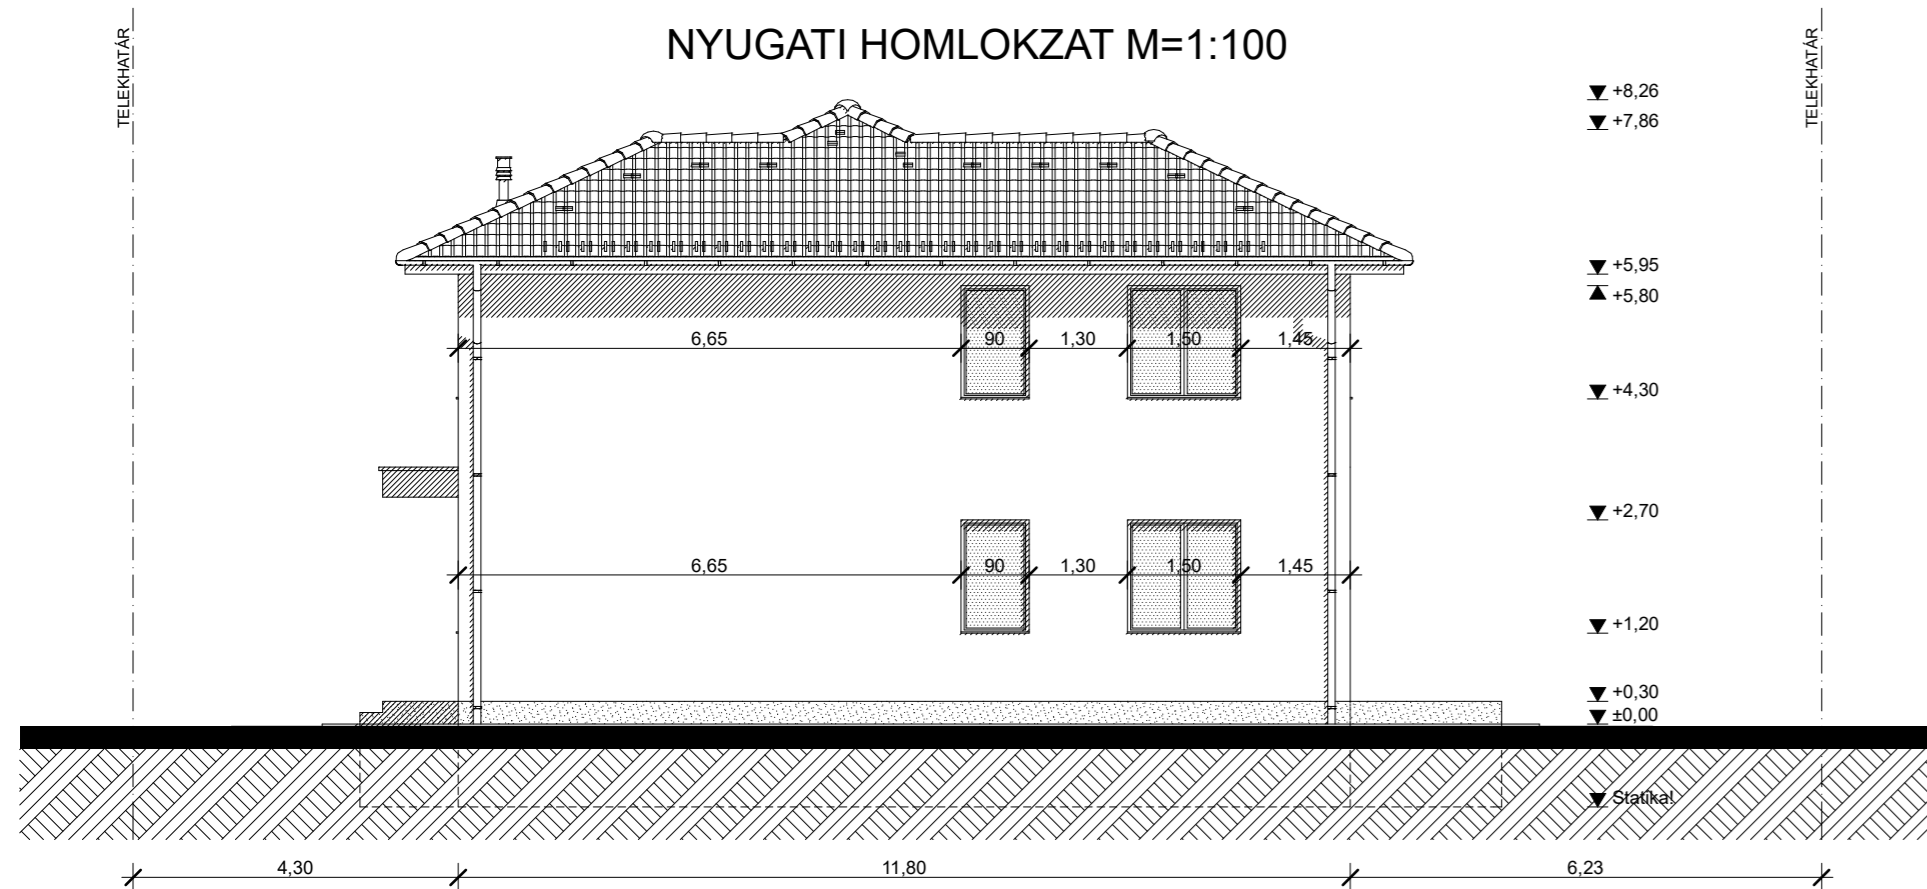 NYUGATI HOMLOKZAT M=1:100
TELEKHATÁR
TELEKHATÁR
+8,26
+7,86
+5,95
+5,80
6,65 90 1,30 1,50 1,45
+4,30
+2,70
6,65 90 1,30 1,50 1,45
+1,20
+0,30
±0,00
Statika!
4,30 11,80 6,23